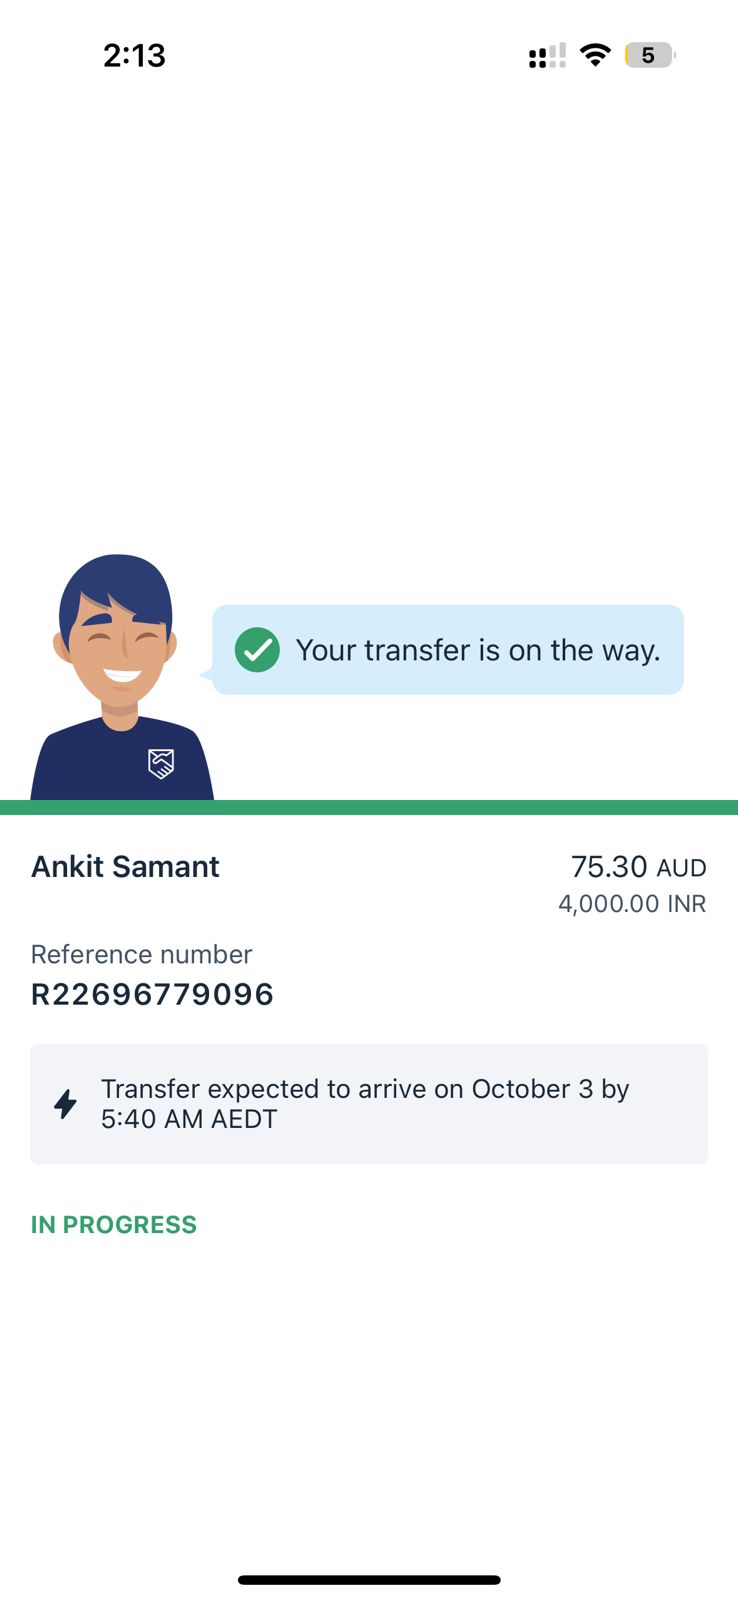 2:13
5
Your transfer is on the way.
Ankit Samant
75.30 AUD
4,000.00 INR
Reference number
R22696779096
Transfer expected to arrive on October 3 by
5:40 AM AEDT
IN PROGRESS